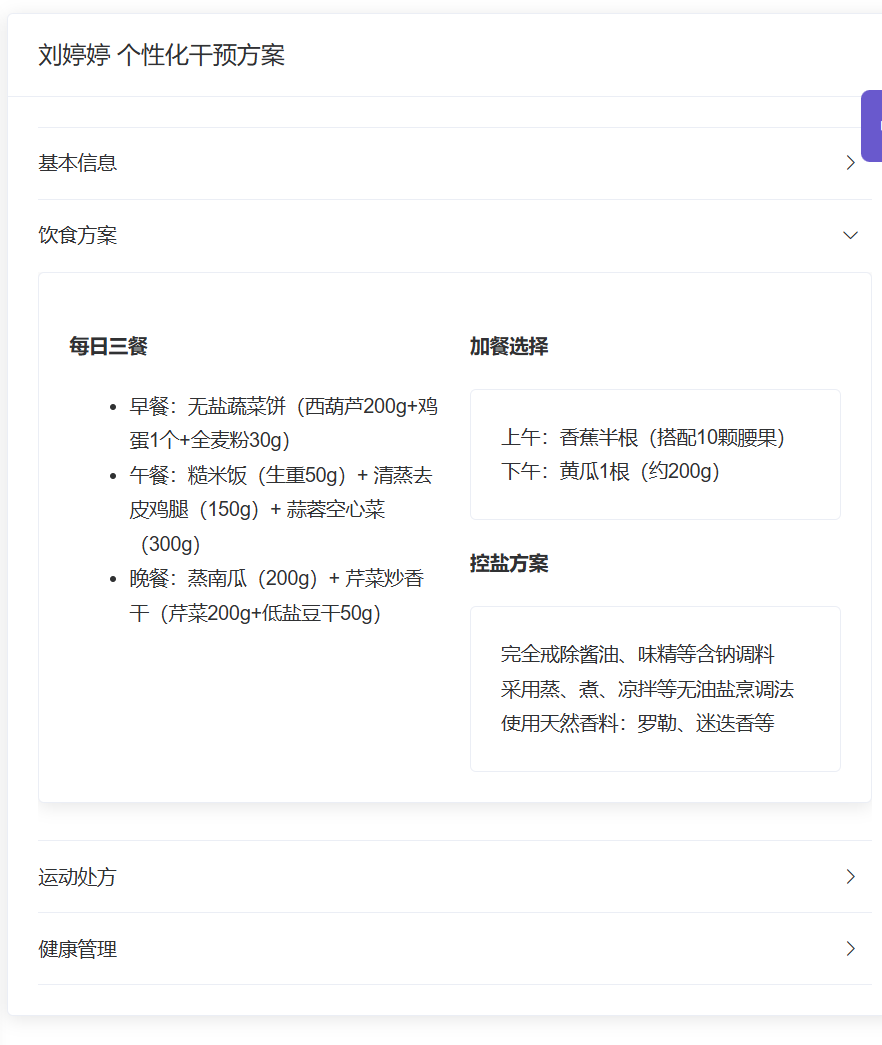 刘婷婷 个性化干预方案
基本信息
饮食方案
每日三餐
早餐：无盐蔬菜饼（西葫芦200g+鸡
蛋1个+全麦粉30g）
午餐：糙米饭（生重50g）+ 清蒸去
皮鸡腿（150g）+ 蒜蓉空心菜
（300g）
晚餐：蒸南瓜（200g）+ 芹菜炒香
干（芹菜200g+低盐豆干50g）
加餐选择
上午：香蕉半根（搭配10颗腰果）
下午：黄瓜1根（约200g）
控盐方案
完全戒除酱油、味精等含钠调料
采用蒸、煮、凉拌等无油盐烹调法
使用天然香料：罗勒、迷迭香等
运动处方
健康管理